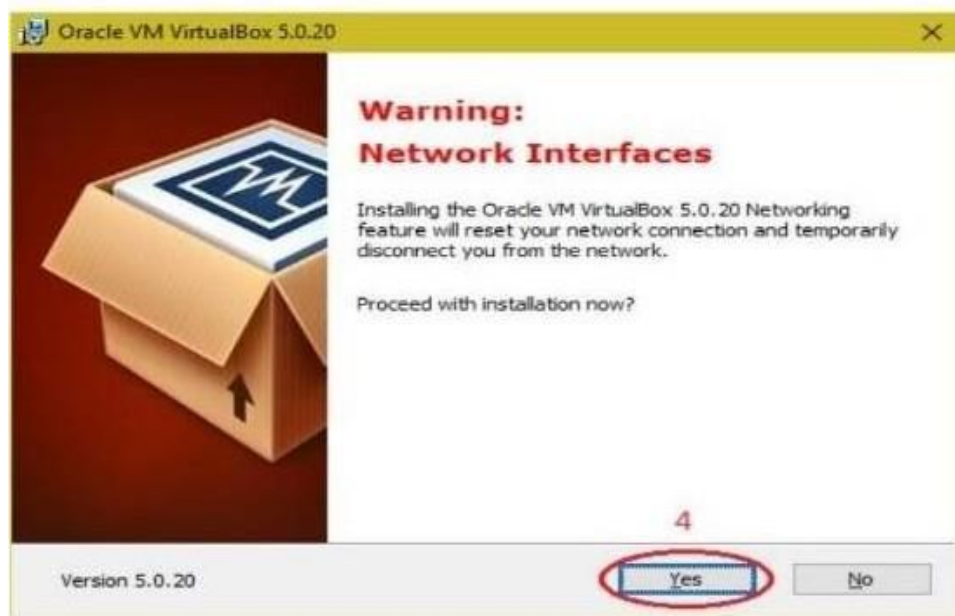 Oracle VM VirtualBox 5.0.20
Warning:
Network Interfaces
Installing the Oracle VM VirtualBox 5.0.20 Networking
feature will reset your network connection and temporarily
disconnect you from the network.
Proceed with installation now?
4
Version 5.0.20
Yes
No